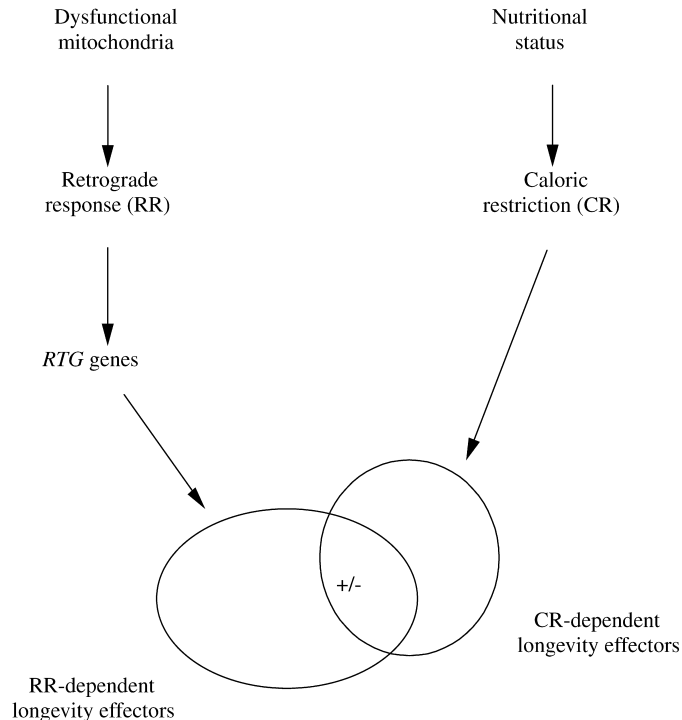 Dysfunctional
mitochondria
Nutritional
status
Retrograde
response (RR)
Caloric
restriction (CR)
RTG genes
+/-
CR-dependent
longevity effectors
RR-dependent
longevity effectors